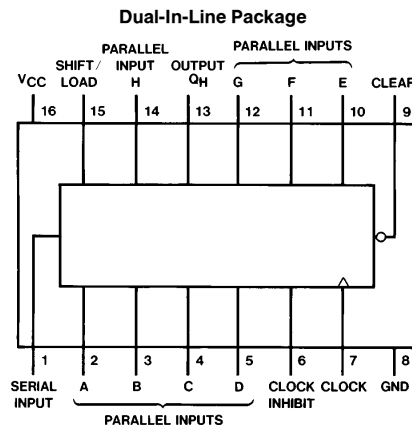 Dual-In-Line Package
PARALLEL INPUTS
VCC
SHIFT/
LOAD
PARALLEL
INPUT
H
OUTPUT
QH
G
F
E
CLEAR
16
15
14
13
12
11
10
9
1
2
3
4
5
6
7
8
SERIAL
INPUT
A
B
C
D
CLOCK
INHIBIT
CLOCK
GND
PARALLEL INPUTS